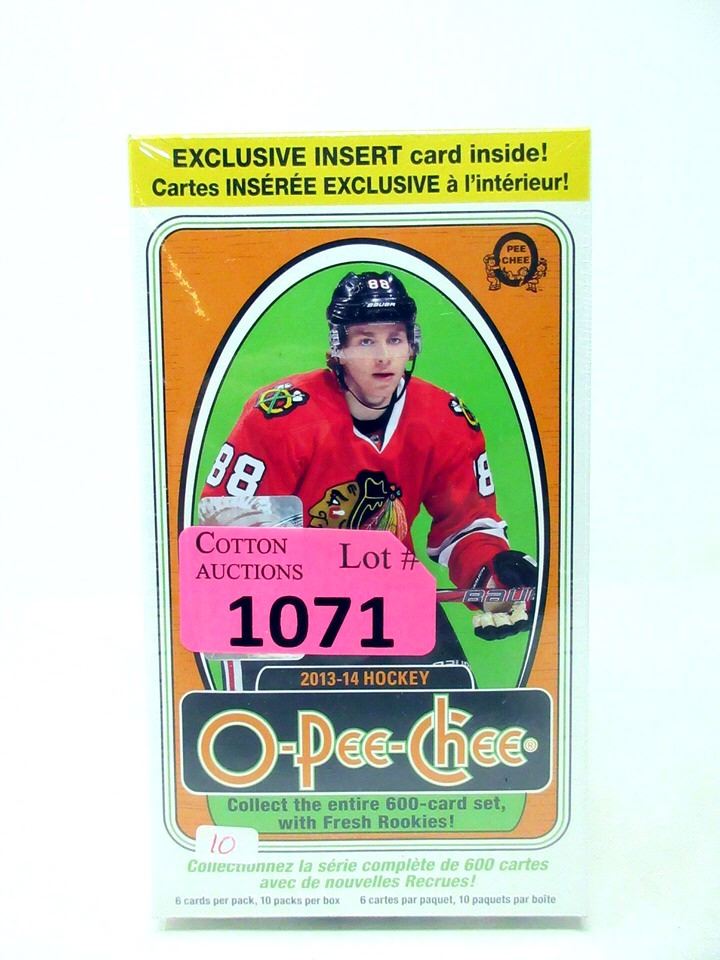 EXCLUSIVE INSERT card inside!
Cartes INSÉRÉE EXCLUSIVE à l'intérieur!
PEE
CHEE
88
BAUER
88
8
COTTON
AUCTIONS
Lot #
1071
BAU
2013-14 HOCKEY
O-PEE-CHEE®
Collect the entire 600-card set,
with Fresh Rookies!
10
Collectionnez la série complète de 600 cartes
avec de nouvelles Recrues!
6 cards per pack, 10 packs per box 6 cartes par paquet, 10 paquets par boîte